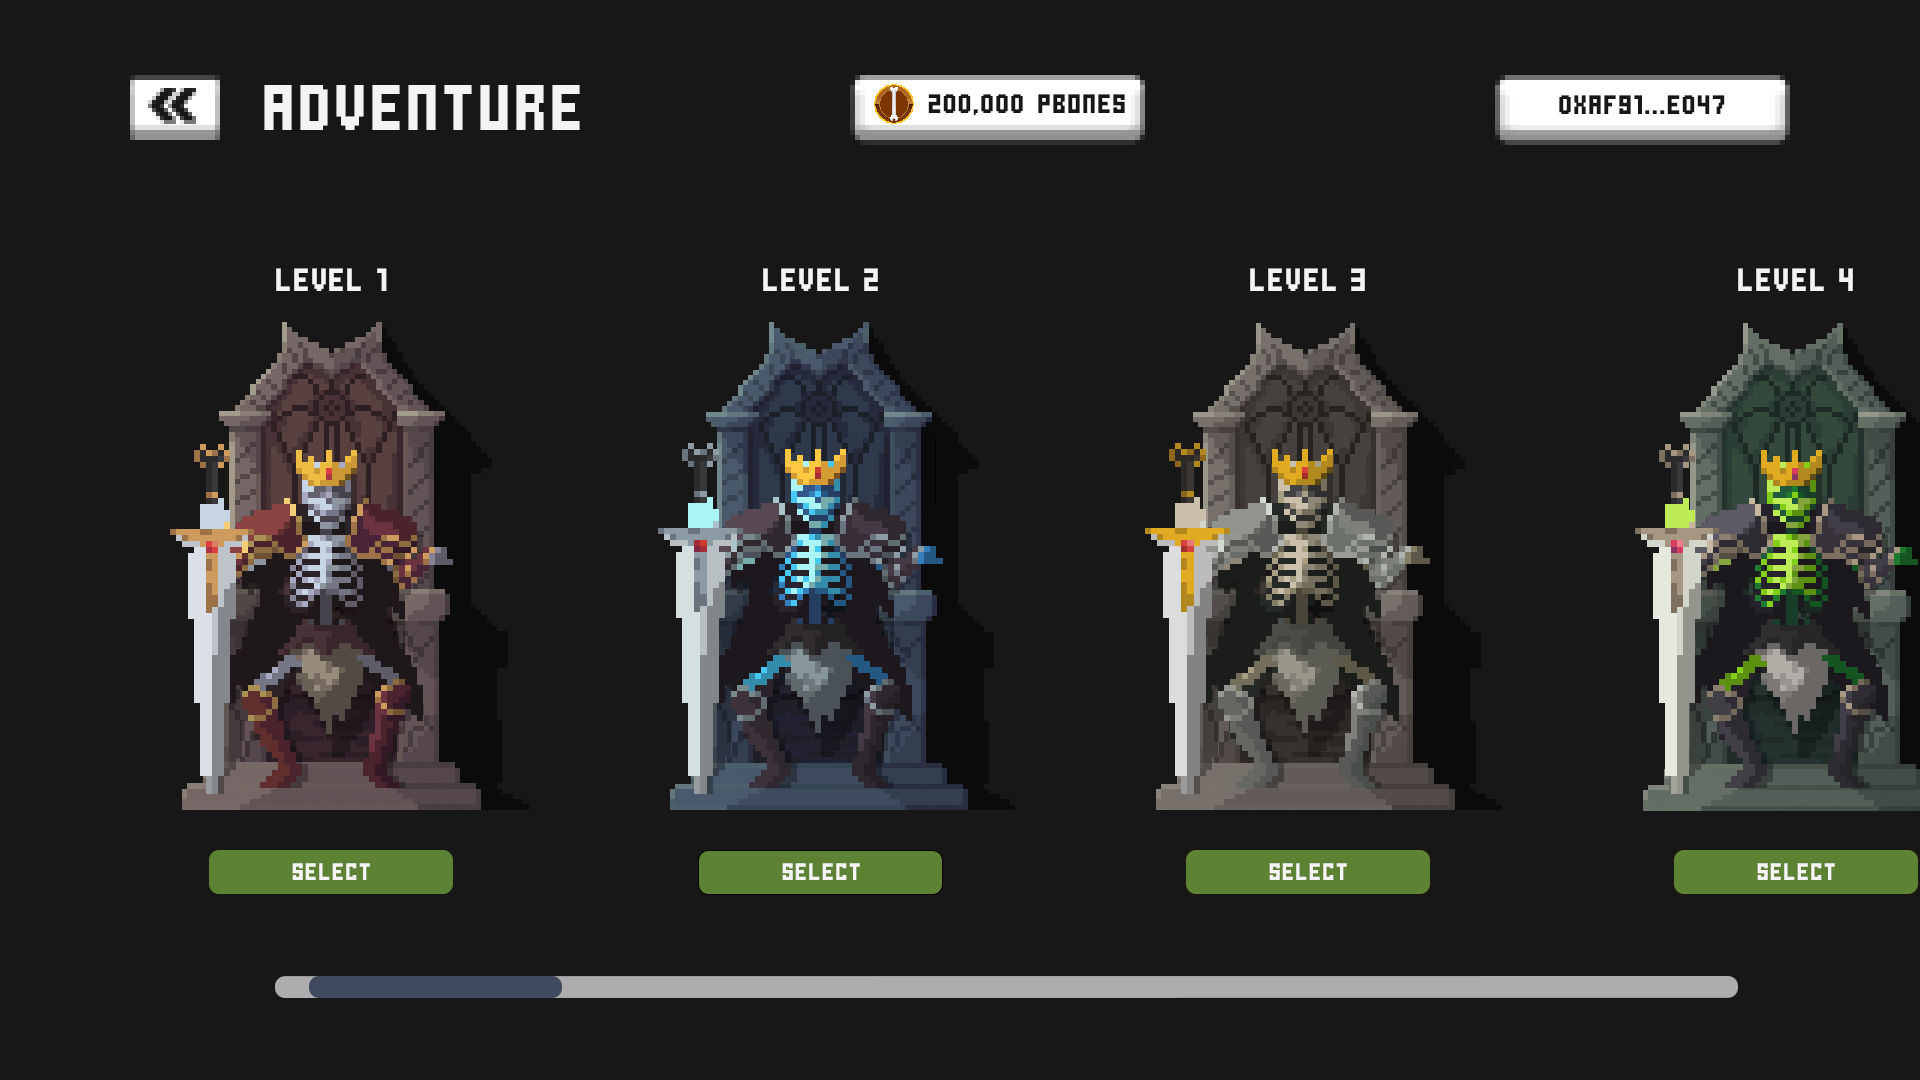 ADVENTURE
200,000 PBONES
0XAF91...E047
LEVEL 1
LEVEL 2
LEVEL 3
LEVEL 4
SELECT
SELECT
SELECT
SELECT